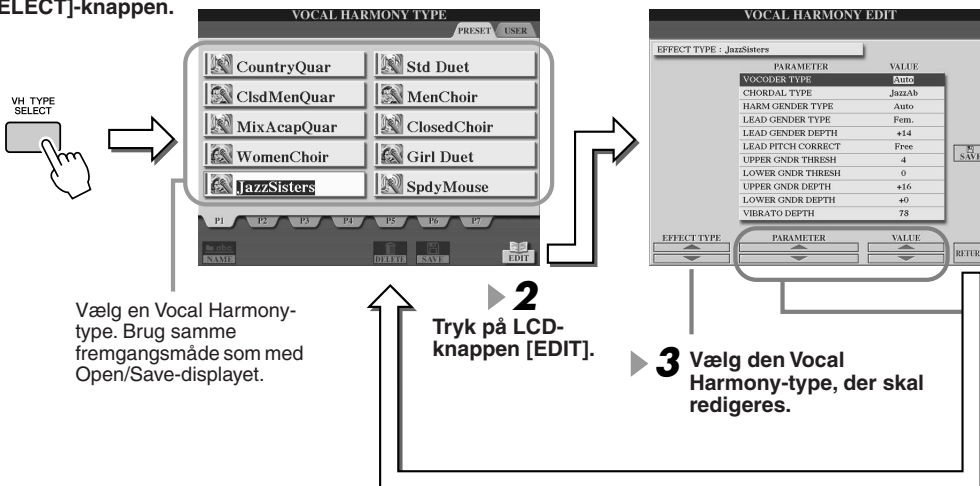 ELECT]-knappen.
VH TYPE
SELECT
VOCAL HARMONY TYPE
PRESET USER
CountryQuar Std Duet
ClsdMenQuar MenChoir
MixAcapQuar ClosedChoir
WomenChoir Girl Duet
JazzSisters SpdyMouse
P1 P2 P3 P4 P5 P6 P7
NAME DELETE SAVE EDIT
VOCAL HARMONY EDIT
EFFECT TYPE : JazzSisters
PARAMETER VALUE
VOCODER TYPE Auto
CHORDAL TYPE JazzAb
HARM GENDER TYPE Auto
LEAD GENDER TYPE Fem.
LEAD GENDER DEPTH +14
LEAD PITCH CORRECT Free
UPPER GNDR THRESH 4
LOWER GNDR THRESH 0
UPPER GNDR DEPTH +16
LOWER GNDR DEPTH +0
VIBRATO DEPTH 78
SAVE
EFFECT TYPE PARAMETER VALUE
RETUR
Vælg en Vocal Harmony-
type. Brug samme
fremgangsmåde som med
Open/Save-displayet.
2
Tryk på LCD-
knappen [EDIT].
3 Vælg den Vocal
Harmony-type, der skal
redigeres.